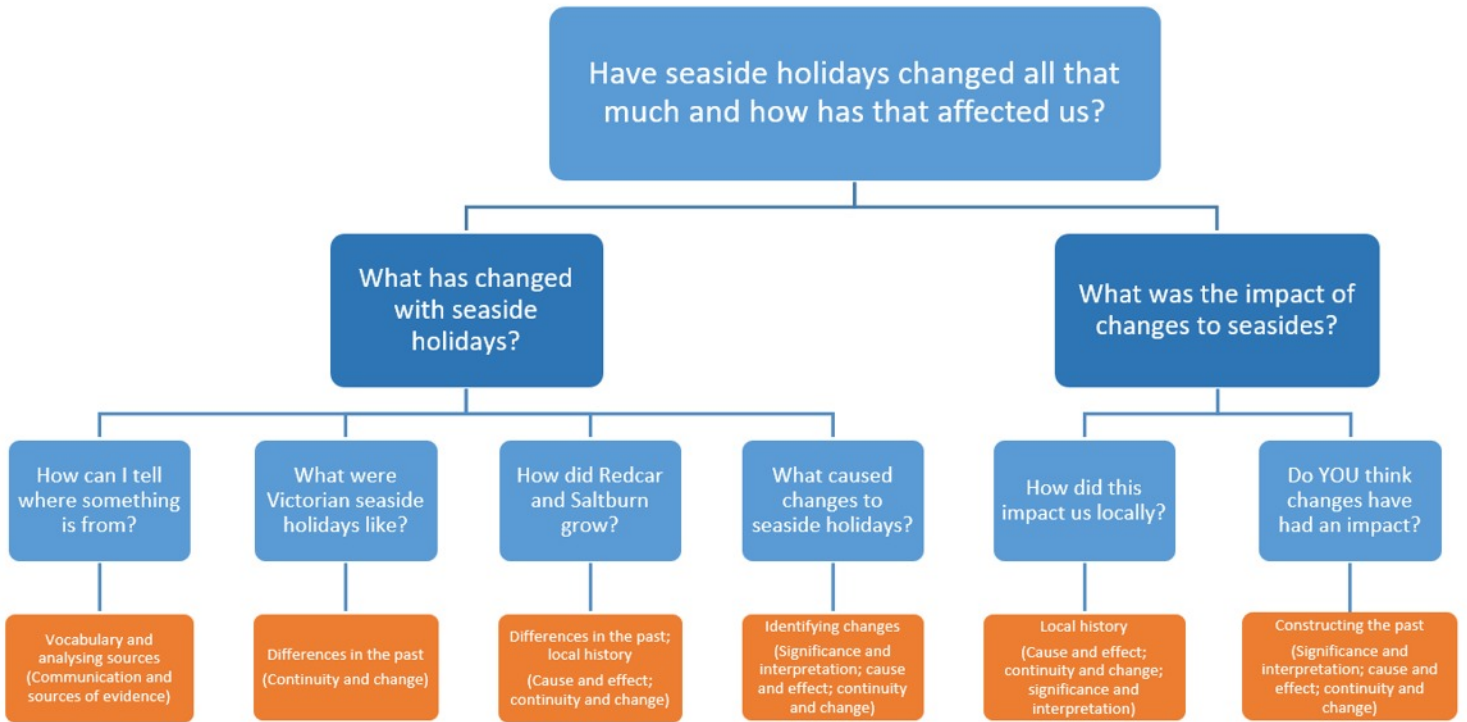 Have seaside holidays changed all that
much and how has that affected us?
What has changed
with seaside
holidays?
What was the impact of
changes to seasides?
How can I tell
where something
is from?
What were
Victorian seaside
holidays like?
How did Redcar
and Saltburn
grow?
What caused
changes to
seaside holidays?
How did this
impact us locally?
Do YOU think
changes have
had an impact?
Vocabulary and
analysing sources
(Communication and
sources of evidence)
Differences in the past
(Continuity and change)
Differences in the past;
local history
(Cause and effect;
continuity and change)
Identifying changes
(Significance and
interpretation; cause
and effect; continuity
and change)
Local history
(Cause and effect;
continuity and change;
significance and
interpretation)
Constructing the past
(Significance and
interpretation; cause and
effect; continuity and
change)